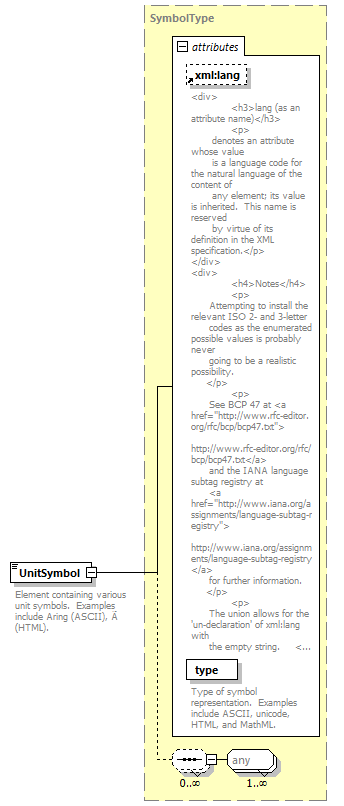 SymbolType
attributes
xml:lang
<div>
<h3>lang (as an
attribute name)</h3>
<p>
denotes an attribute
whose value
is a language code for
the natural language of the
content of
any element; its value
is inherited.  This name is
reserved
by virtue of its
definition in the XML
specification.</p>
</div>
<div>
<h4>Notes</h4>
<p>
Attempting to install the
relevant ISO 2- and 3-letter
codes as the enumerated
possible values is probably
never
going to be a realistic
possibility.
</p>
<p>
See BCP 47 at <a
href="http://www.rfc-editor.
org/rfc/bcp/bcp47.txt">
http://www.rfc-editor.org/rfc/
bcp/bcp47.txt</a>
and the IANA language
subtag registry at
<a
href="http://www.iana.org/a
ssignments/language-subtag-r
egistry">
http://www.iana.org/assignm
ents/language-subtag-registry
</a>
for further information.
</p>
<p>
The union allows for the
'un-declaration' of xml:lang
with
the empty string.    <...
UnitSymbol
Element containing various
unit symbols.  Examples
include Aring (ASCII), Å
(HTML).
type
Type of symbol
representation.  Examples
include ASCII, unicode,
HTML, and MathML.
any
0..∞
1..∞